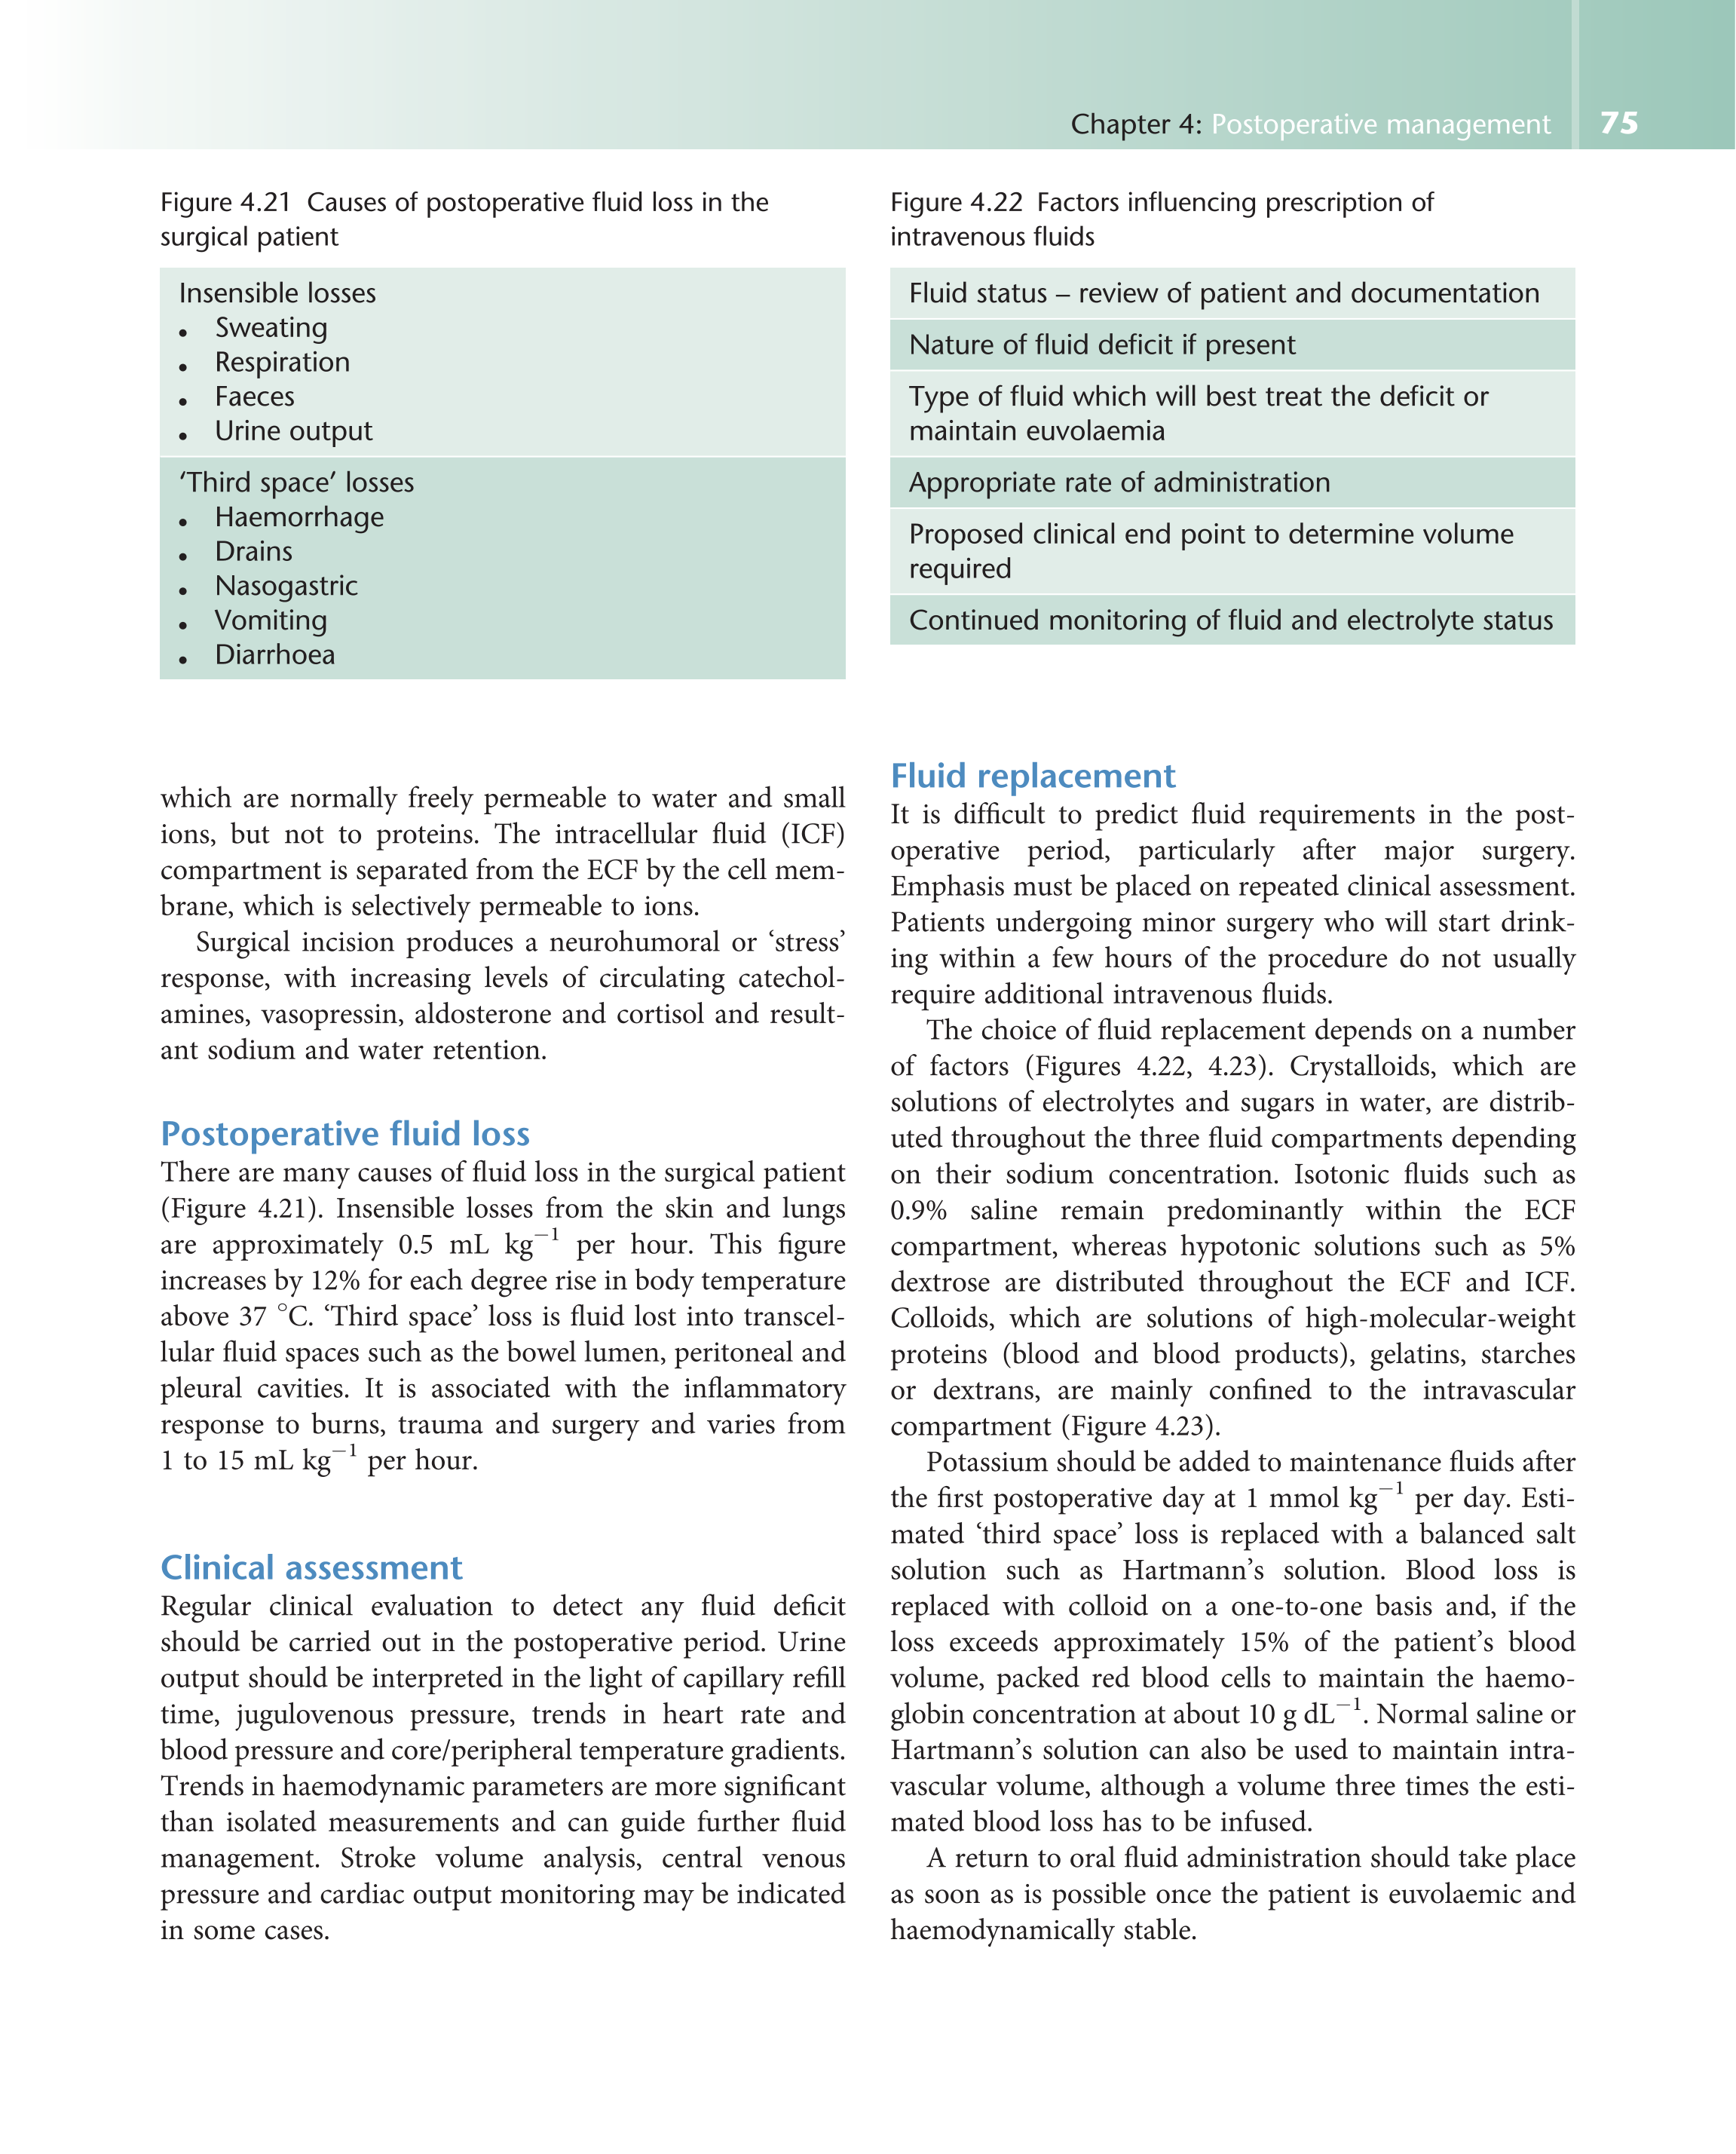 Chapter 4: Postoperative management 75
Figure 4.21 Causes of postoperative fluid loss in the
surgical patient
Insensible losses
• Sweating
• Respiration
• Faeces
• Urine output
‘Third space’ losses
• Haemorrhage
• Drains
• Nasogastric
• Vomiting
• Diarrhoea
which are normally freely permeable to water and small
ions, but not to proteins. The intracellular fluid (ICF)
compartment is separated from the ECF by the cell mem-
brane, which is selectively permeable to ions.
Surgical incision produces a neurohumoral or ‘stress’
response, with increasing levels of circulating catechol-
amines, vasopressin, aldosterone and cortisol and result-
ant sodium and water retention.
Postoperative fluid loss
There are many causes of fluid loss in the surgical patient
(Figure 4.21). Insensible losses from the skin and lungs
are approximately 0.5 mL kg⁻¹ per hour. This figure
increases by 12% for each degree rise in body temperature
above 37 °C. ‘Third space’ loss is fluid lost into transcel-
lular fluid spaces such as the bowel lumen, peritoneal and
pleural cavities. It is associated with the inflammatory
response to burns, trauma and surgery and varies from
1 to 15 mL kg⁻¹ per hour.
Clinical assessment
Regular clinical evaluation to detect any fluid deficit
should be carried out in the postoperative period. Urine
output should be interpreted in the light of capillary refill
time, jugulovenous pressure, trends in heart rate and
blood pressure and core/peripheral temperature gradients.
Trends in haemodynamic parameters are more significant
than isolated measurements and can guide further fluid
management. Stroke volume analysis, central venous
pressure and cardiac output monitoring may be indicated
in some cases.
Figure 4.22 Factors influencing prescription of
intravenous fluids
Fluid status – review of patient and documentation
Nature of fluid deficit if present
Type of fluid which will best treat the deficit or
maintain euvolaemia
Appropriate rate of administration
Proposed clinical end point to determine volume
required
Continued monitoring of fluid and electrolyte status
Fluid replacement
It is difficult to predict fluid requirements in the post-
operative period, particularly after major surgery.
Emphasis must be placed on repeated clinical assessment.
Patients undergoing minor surgery who will start drink-
ing within a few hours of the procedure do not usually
require additional intravenous fluids.
The choice of fluid replacement depends on a number
of factors (Figures 4.22, 4.23). Crystalloids, which are
solutions of electrolytes and sugars in water, are distrib-
uted throughout the three fluid compartments depending
on their sodium concentration. Isotonic fluids such as
0.9% saline remain predominantly within the ECF
compartment, whereas hypotonic solutions such as 5%
dextrose are distributed throughout the ECF and ICF.
Colloids, which are solutions of high-molecular-weight
proteins (blood and blood products), gelatins, starches
or dextrans, are mainly confined to the intravascular
compartment (Figure 4.23).
Potassium should be added to maintenance fluids after
the first postoperative day at 1 mmol kg⁻¹ per day. Esti-
mated ‘third space’ loss is replaced with a balanced salt
solution such as Hartmann’s solution. Blood loss is
replaced with colloid on a one-to-one basis and, if the
loss exceeds approximately 15% of the patient’s blood
volume, packed red blood cells to maintain the haemo-
globin concentration at about 10 g dL⁻¹. Normal saline or
Hartmann’s solution can also be used to maintain intra-
vascular volume, although a volume three times the esti-
mated blood loss has to be infused.
A return to oral fluid administration should take place
as soon as is possible once the patient is euvolaemic and
haemodynamically stable.